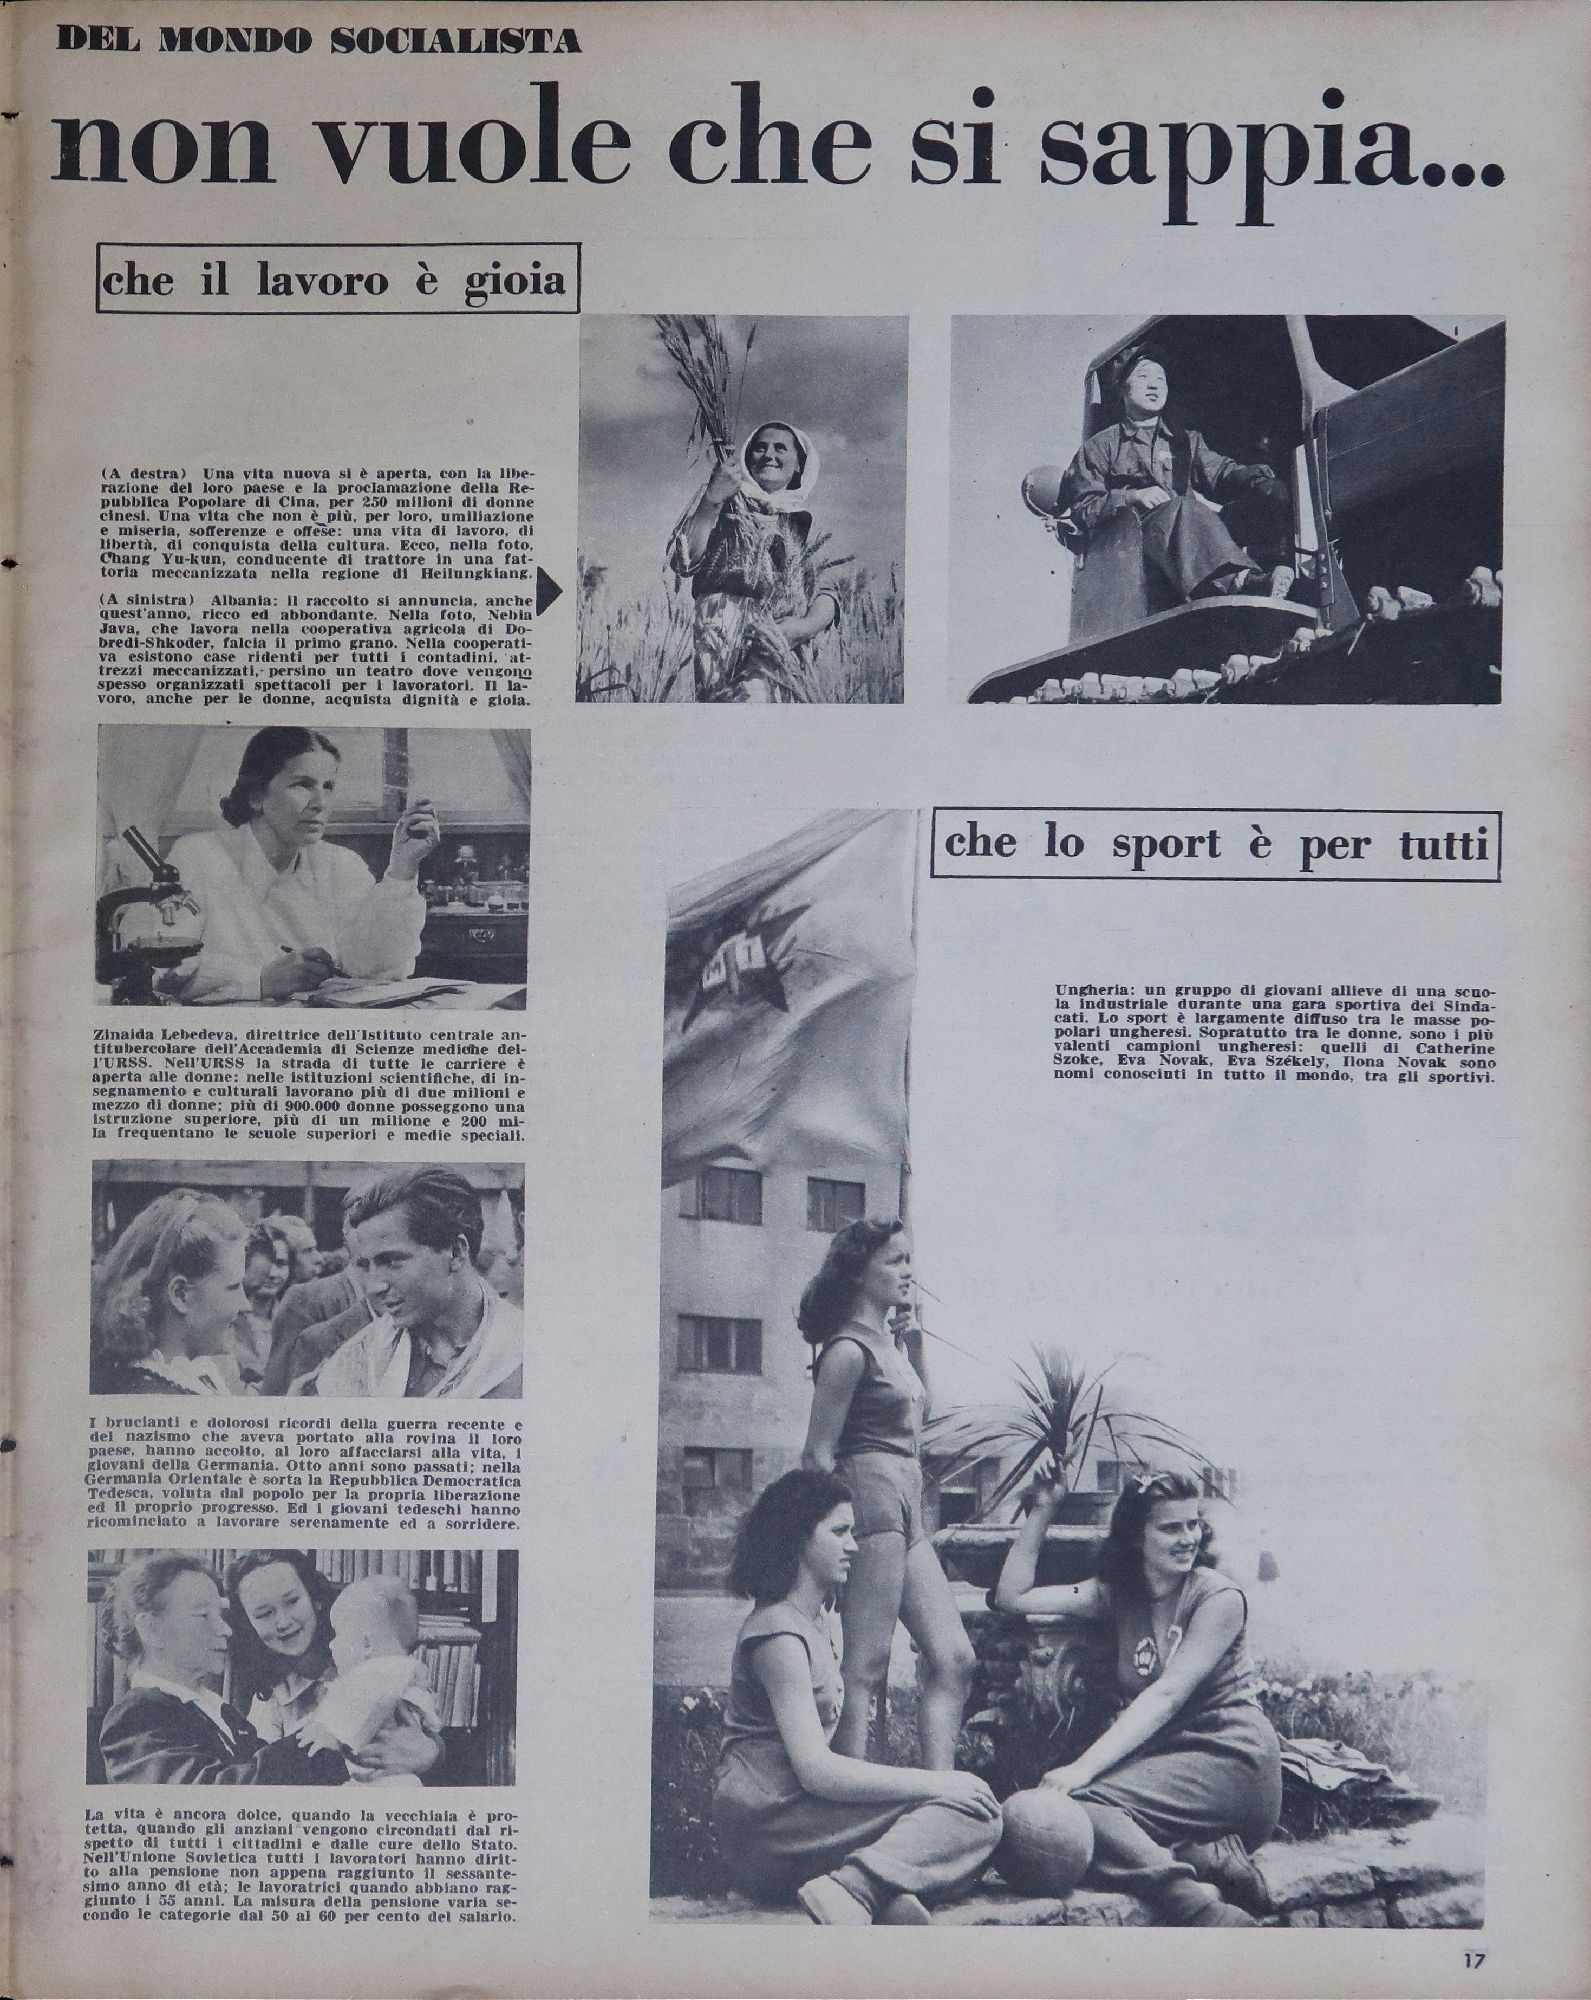 DEL MONDO SOCIALISTA
non vuole che si sappia...
che il lavoro è gioia
(A destra) Una vita nuova si è aperta, con la libe-
razione del loro paese e la proclamazione della Re-
pubblica Popolare di Cina, per 250 milioni di donne
cinesi. Una vita che non è più, per loro, umiliazione
e miseria, sofferenze e offese: una vita di lavoro, di
libertà, di conquista della cultura. Ecco, nella foto,
Chang Yu-kun, conducente di trattore in una fat-
toria meccanizzata nella regione di Heilungkiang.
(A sinistra) Albania: il raccolto si annuncia, anche
quest'anno, ricco ed abbondante. Nella foto, Nebia
Java, che lavora nella cooperativa agricola di Do-
bredi-Shkoder, falcia il primo grano. Nella cooperati-
va esistono case ridenti per tutti i contadini, at-
trezzi meccanizzati, persino un teatro dove vengono
spesso organizzati spettacoli per i lavoratori. Il la-
voro, anche per le donne, acquista dignità e gioia.
Zinaida Lebedeva, direttrice dell'Istituto centrale an-
titubercolare dell'Accademia di Scienze mediche del-
l'URSS. Nell'URSS la strada di tutte le carriere è
aperta alle donne: nelle istituzioni scientifiche, di in-
segnamento e culturali lavorano più di due milioni e
mezzo di donne; più di 900.000 donne posseggono una
istruzione superiore, più di un milione e 200 mi-
la frequentano le scuole superiori e medie speciali.
I brucianti e dolorosi ricordi della guerra recente e
del nazismo che aveva portato alla rovina il loro
paese, hanno accolto, al loro affacciarsi alla vita, i
giovani della Germania. Otto anni sono passati; nella
Germania Orientale è sorta la Repubblica Democratica
Tedesca, voluta dal popolo per la propria liberazione
ed il proprio progresso. Ed i giovani tedeschi hanno
ricominciato a lavorare serenamente ed a sorridere.
La vita è ancora dolce, quando la vecchiaia è pro-
tetta, quando gli anziani vengono circondati dal ri-
spetto di tutti i cittadini e dalle cure dello Stato.
Nell'Unione Sovietica tutti i lavoratori hanno dirit-
to alla pensione non appena raggiunto il sessante-
simo anno di età; le lavoratrici quando abbiano rag-
giunto i 55 anni. La misura della pensione varia se-
condo le categorie dal 50 al 60 per cento del salario.
che lo sport è per tutti
Ungheria: un gruppo di giovani allieve di una scuo-
la industriale durante una gara sportiva dei Sinda-
cati. Lo sport è largamente diffuso tra le masse po-
polari ungheresi. Sopratutto tra le donne, sono i più
valenti campioni ungheresi: quelli di Catherine
Szoke, Eva Novak, Eva Székely, Ilona Novak sono
nomi conosciuti in tutto il mondo, tra gli sportivi.
17